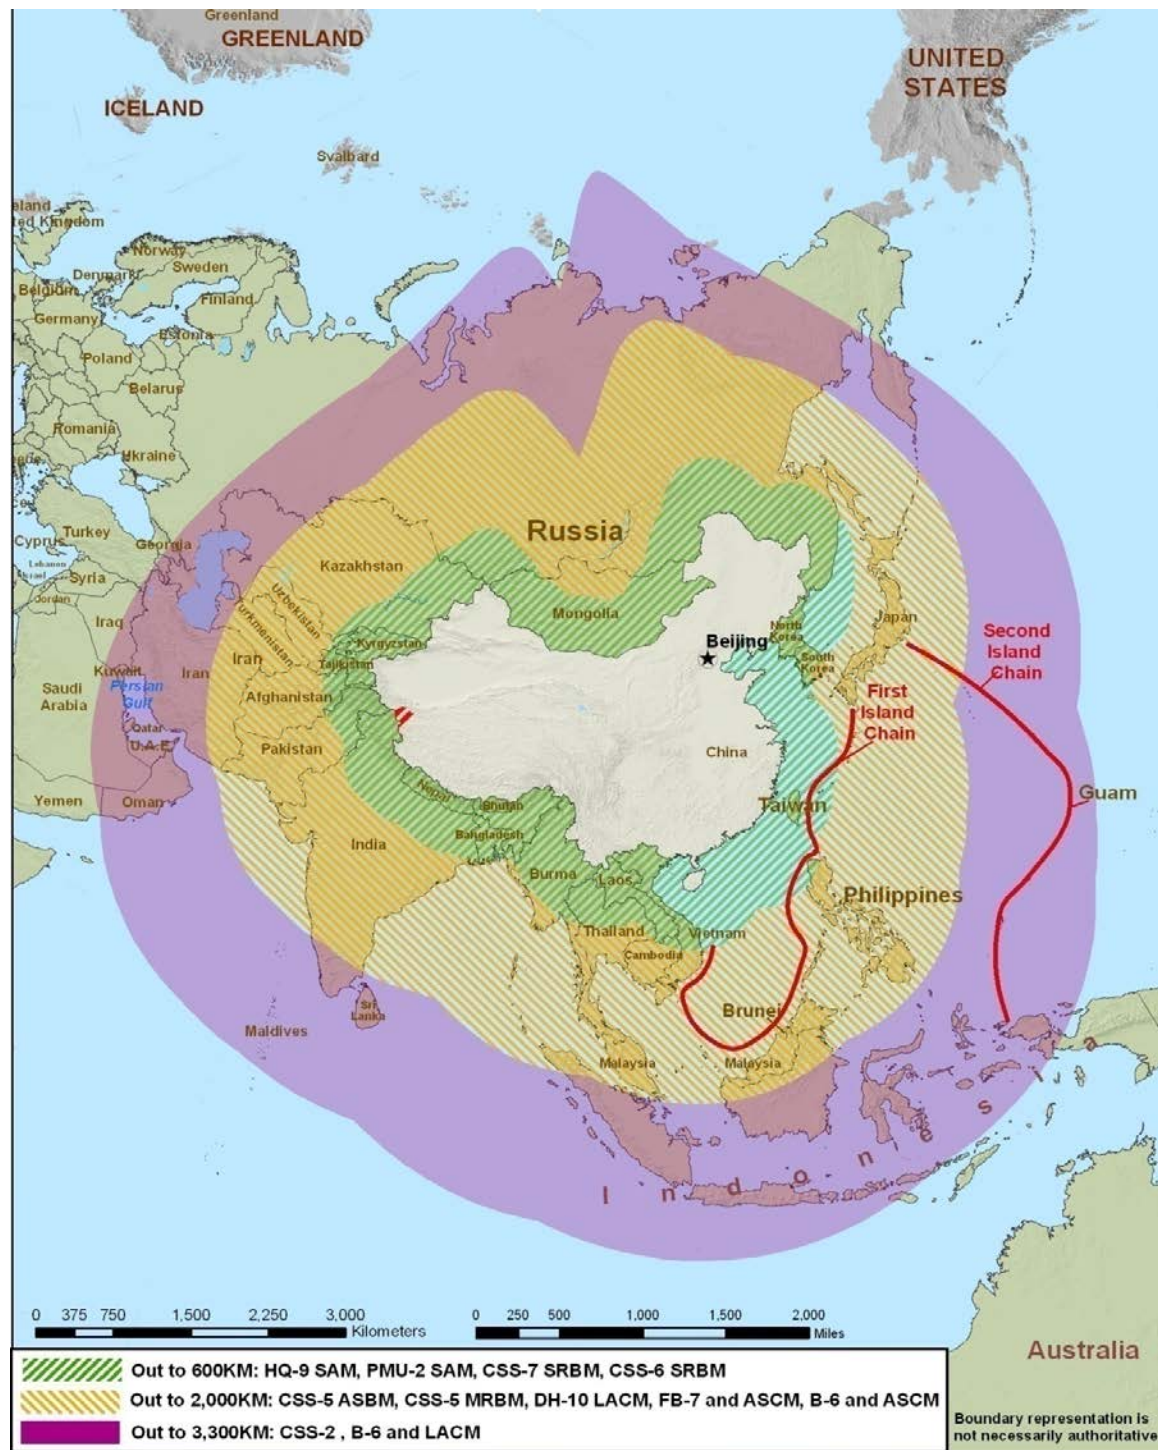 Greenland
GREENLAND
UNITED
STATES
ICELAND
Svalbard
eland
ted Kingdom
Norway
Sweden
Denmark
Finland
Belgium
Germany
Estonia
Poland
Belarus
Romania
Ukraine
Turkey
Georgia
Cyprus
Lebanon
Israel
Syria
Jordan
Iraq
Kuwait
Persian
Gulf
Qatar
U.A.E.
Saudi
Arabia
Yemen
Oman
Russia
Kazakhstan
Uzbekistan
Turkmenistan
Mongolia
Kyrgyzstan
Tajikistan
Iran
Iran
Afghanistan
Pakistan
Beijing
North
Korea
South
Korea
Japan
Second
Island
Chain
First
Island
Chain
China
Taiwan
Guam
Nepal
Bhutan
Bangladesh
India
Burma
Laos
Philippines
Thailand
Vietnam
Cambodia
Sri
Lanka
Maldives
Brunei
Malaysia
Malaysia
Indonesia
Australia
0 375 750 1,500 2,250 3,000
Kilometers
0 250 500 1,000 1,500 2,000
Miles
Out to 600KM: HQ-9 SAM, PMU-2 SAM, CSS-7 SRBM, CSS-6 SRBM
Out to 2,000KM: CSS-5 ASBM, CSS-5 MRBM, DH-10 LACM, FB-7 and ASCM, B-6 and ASCM
Out to 3,300KM: CSS-2 , B-6 and LACM
Boundary representation is
not necessarily authoritative